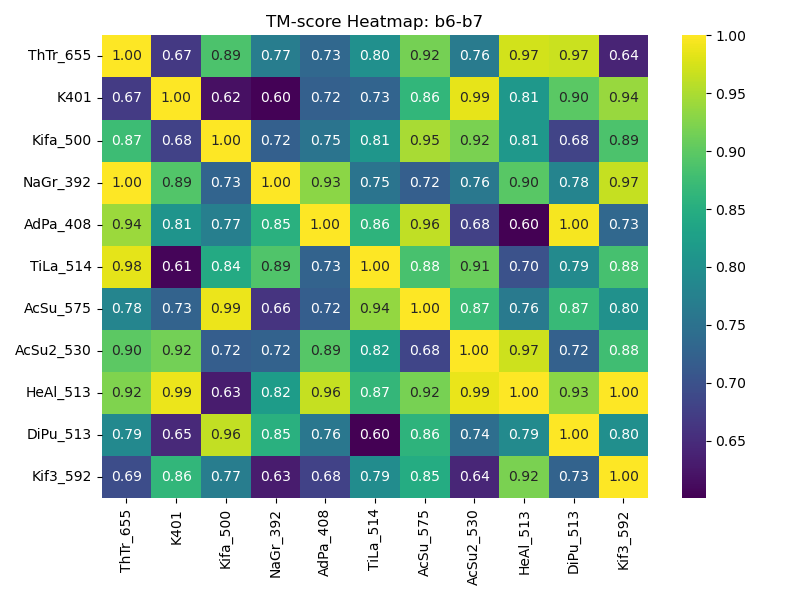 TM-score Heatmap: b6-b7
ThTr_655 1.00 0.67 0.89 0.77 0.73 0.80 0.92 0.76 0.97 0.97 0.64
K401 0.67 1.00 0.62 0.60 0.72 0.73 0.86 0.99 0.81 0.90 0.94
Kifa_500 0.87 0.68 1.00 0.72 0.75 0.81 0.95 0.92 0.81 0.68 0.89
NaGr_392 1.00 0.89 0.73 1.00 0.93 0.75 0.72 0.76 0.90 0.78 0.97
AdPa_408 0.94 0.81 0.77 0.85 1.00 0.86 0.96 0.68 0.60 1.00 0.73
TiLa_514 0.98 0.61 0.84 0.89 0.73 1.00 0.88 0.91 0.70 0.79 0.88
AcSu_575 0.78 0.73 0.99 0.66 0.72 0.94 1.00 0.87 0.76 0.87 0.80
AcSu2_530 0.90 0.92 0.72 0.72 0.89 0.82 0.68 1.00 0.97 0.72 0.88
HeAl_513 0.92 0.99 0.63 0.82 0.96 0.87 0.92 0.99 1.00 0.93 1.00
DiPu_513 0.79 0.65 0.96 0.85 0.76 0.60 0.86 0.74 0.79 1.00 0.80
Kif3_592 0.69 0.86 0.77 0.63 0.68 0.79 0.85 0.64 0.92 0.73 1.00
ThTr_655 K401 Kifa_500 NaGr_392 AdPa_408 TiLa_514 AcSu_575 AcSu2_530 HeAl_513 DiPu_513 Kif3_592
1.00
0.95
0.90
0.85
0.80
0.75
0.70
0.65